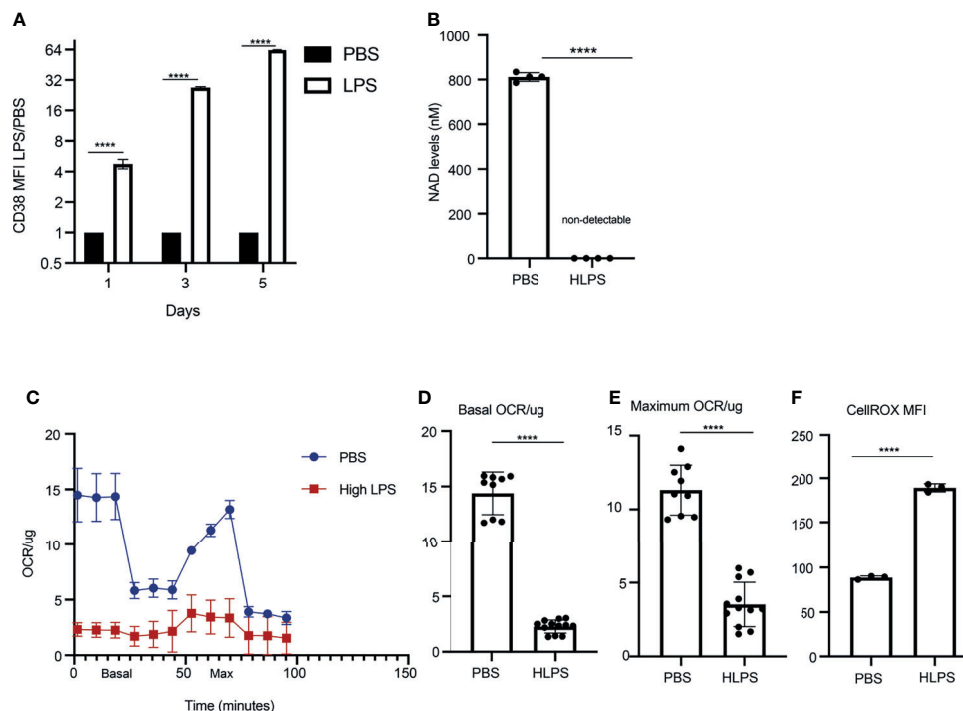 A
CD38 MFI LPS/PBS
64
32
16
8
4
2
1
0.5
****
****
****
PBS
LPS
1
3
5
Days
B
NAD levels (nM)
1000
800
600
400
200
0
****
non-detectable
PBS
HLPS
C
OCR/ug
20
15
10
5
0
PBS
High LPS
0
50
100
150
Basal
Max
Time (minutes)
D
Basal OCR/ug
20
15
10
5
0
****
PBS
HLPS
E
Maximum OCR/ug
15
10
5
0
****
PBS
HLPS
F
CellROX MFI
250
200
150
100
50
0
****
PBS
HLPS